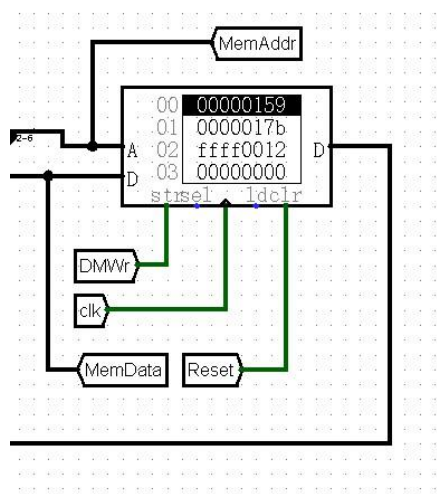 MemAddr
00 00000159
01 0000017b
2-6
A 02 ffff0012 D
D 03 00000000
str sel ld clr
DMWr
clk
MemData Reset